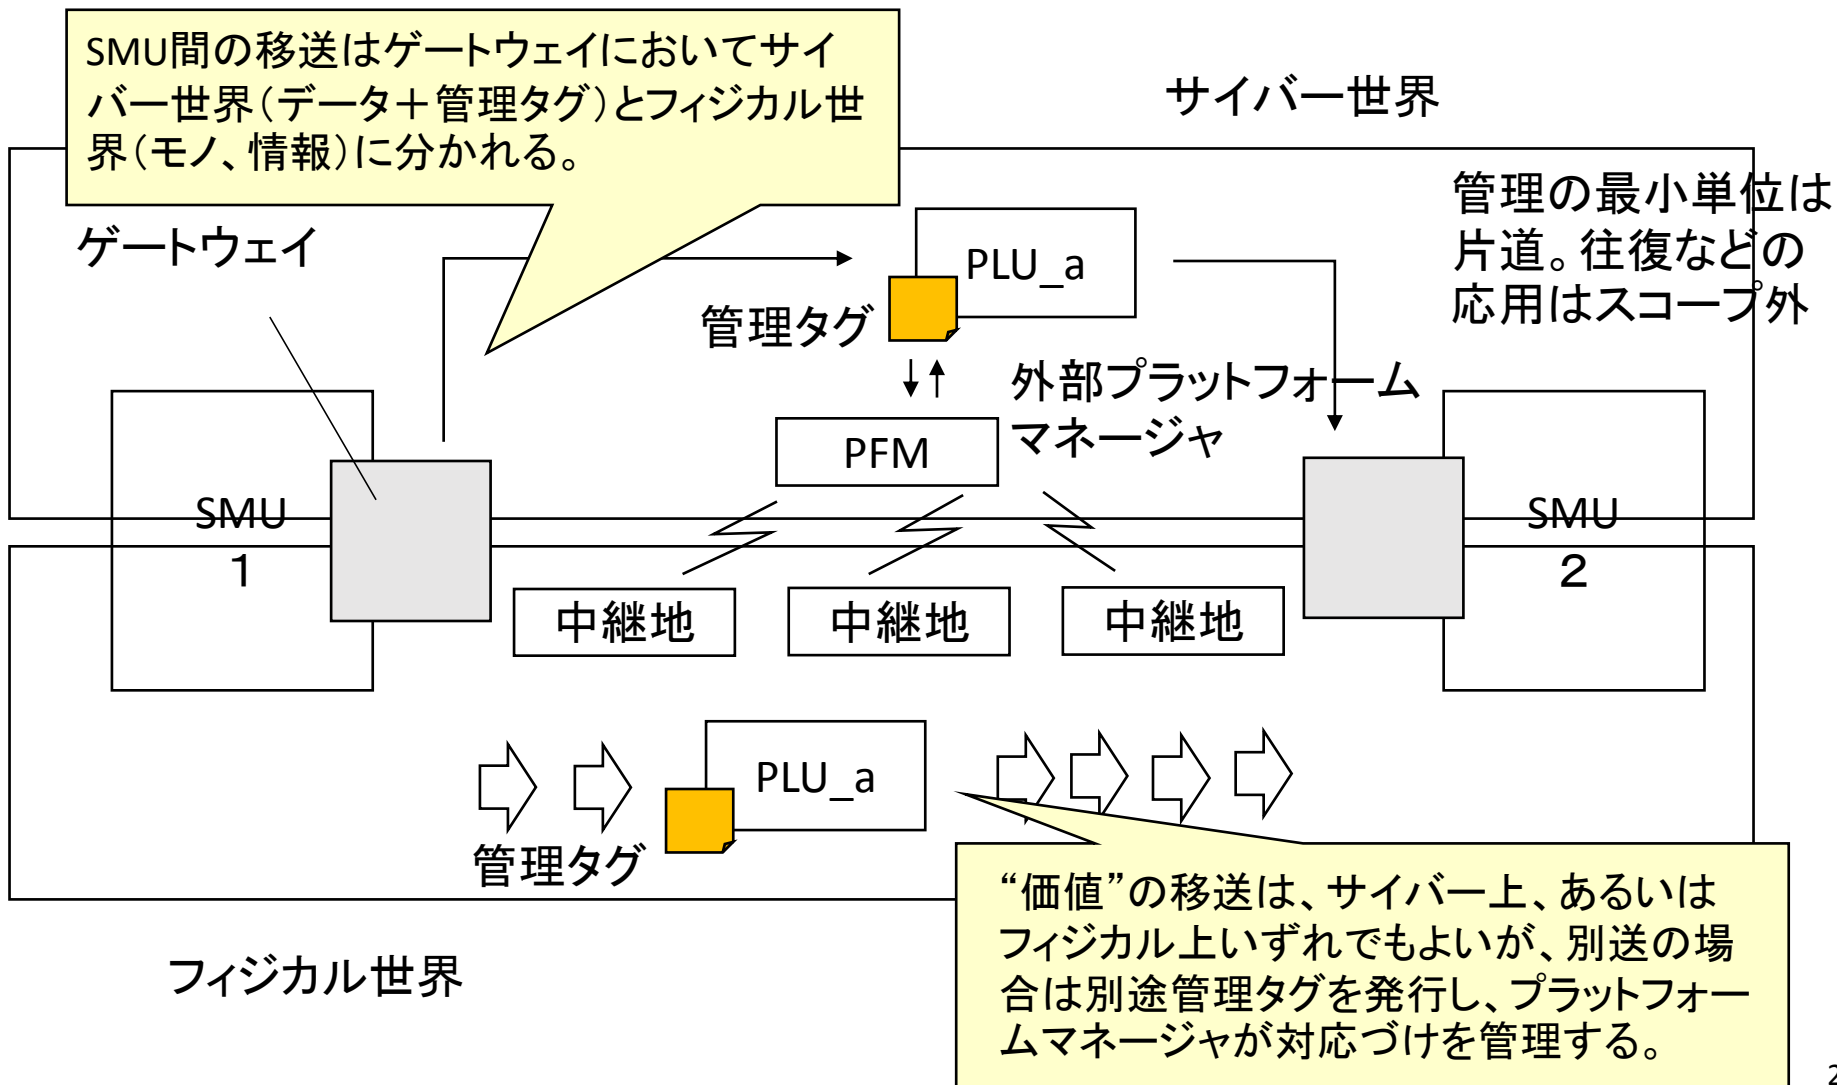 SMU間の移送はゲートウェイにおいてサイ
バー世界（データ＋管理タグ）とフィジカル世
界（モノ、情報）に分かれる。
サイバー世界
管理の最小単位は
片道。往復などの
応用はスコープ外
ゲートウェイ
PLU_a
管理タグ
外部プラットフォーム
マネージャ
PFM
SMU
1
SMU
2
中継地
中継地
中継地
PLU_a
管理タグ
“価値”の移送は、サイバー上、あるいは
フィジカル上いずれでもよいが、別送の場
合は別途管理タグを発行し、プラットフォー
ムマネージャが対応づけを管理する。
フィジカル世界